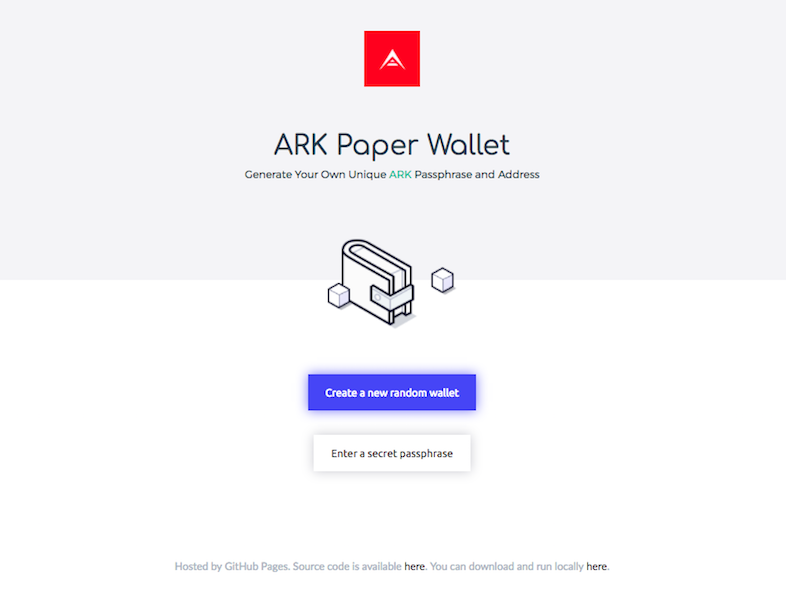 ARK Paper Wallet
Generate Your Own Unique ARK Passphrase and Address
Create a new random wallet
Enter a secret passphrase
Hosted by GitHub Pages. Source code is available here. You can download and run locally here.